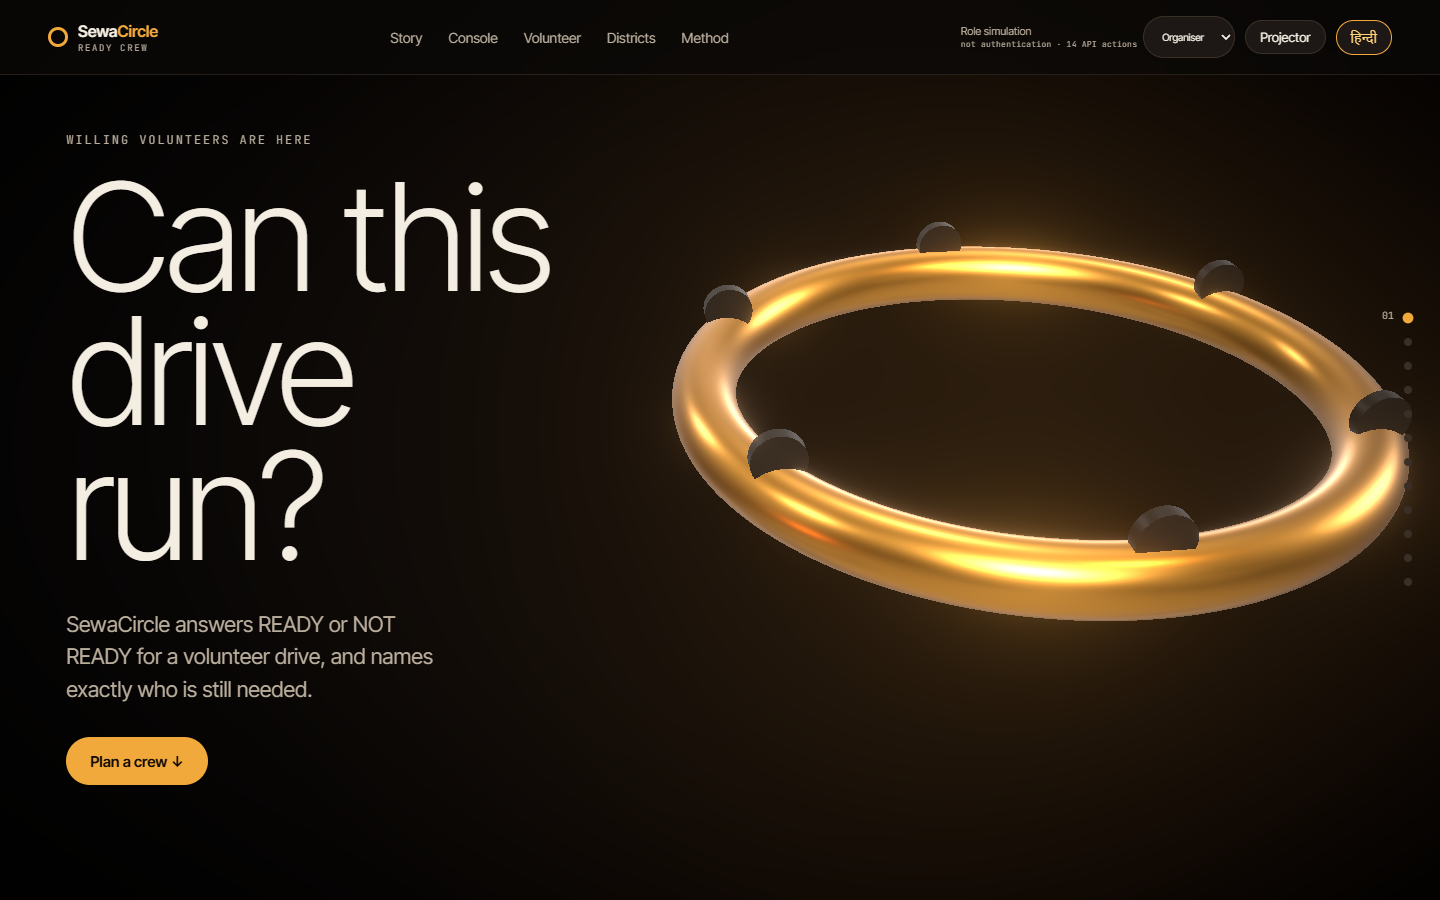 SewaCircle
READY CREW
Story
Console
Volunteer
Districts
Method
Role simulation
not authentication · 14 API actions
Organiser
Projector
हिन्दी
WILLING VOLUNTEERS ARE HERE
Can this
drive
run?
01
SewaCircle answers READY or NOT
READY for a volunteer drive, and names
exactly who is still needed.
Plan a crew ↓